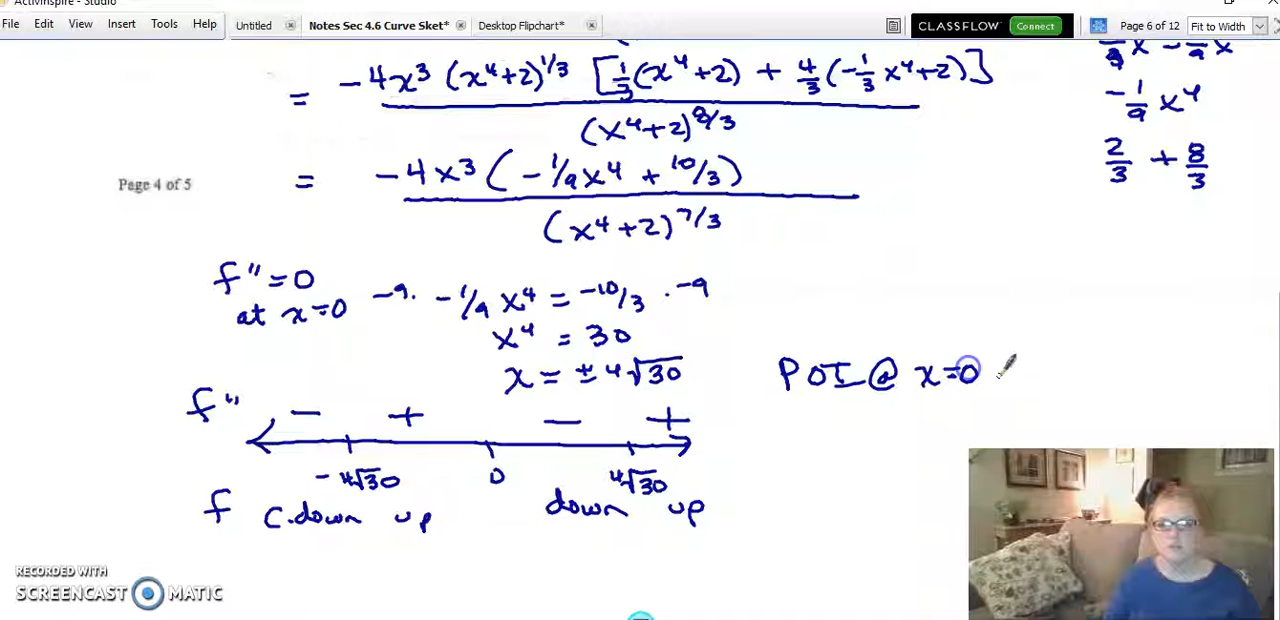 ActivInspire - Studio
File Edit View Insert Tools Help Untitled Notes Sec 4.6 Curve Sket* Desktop Flipchart* CLASSFLOW Connect Page 6 of 12 Fit to Width
= -4x³ (x⁴+2)^1/3 [1/3(x⁴+2) + 4/3(-1/3 x⁴+2)]
(x⁴+2)^8/3
= -4x³ (-1/9x⁴ + 10/3)
(x⁴+2)^7/3
-1/9 x⁴
2/3 + 8/3
Page 4 of 5
f" = 0
at x=0
-9· -1/9 x⁴ = -10/3 · -9
x⁴ = 30
x = ± 4√30
POI @ x=0
f" - + - +
-4√30 0 4√30
f C.down up down up
RECORDED WITH
SCREENCAST MATIC